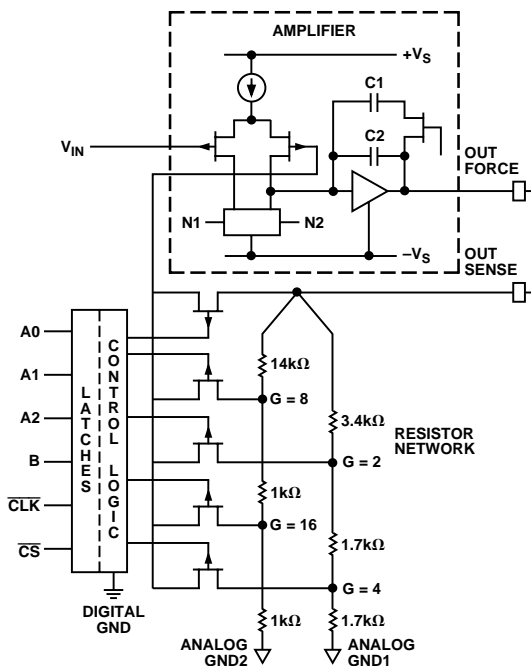 AMPLIFIER
+VS
C1
C2
VIN
OUT
FORCE
N1
N2
–VS
OUT
SENSE
A0
A1
A2
B
CLK
CS
LATCHES
CONTROL LOGIC
14kΩ
G = 8
3.4kΩ
RESISTOR
NETWORK
G = 2
1kΩ
G = 16
1.7kΩ
G = 4
1kΩ
1.7kΩ
DIGITAL
GND
ANALOG
GND2
ANALOG
GND1